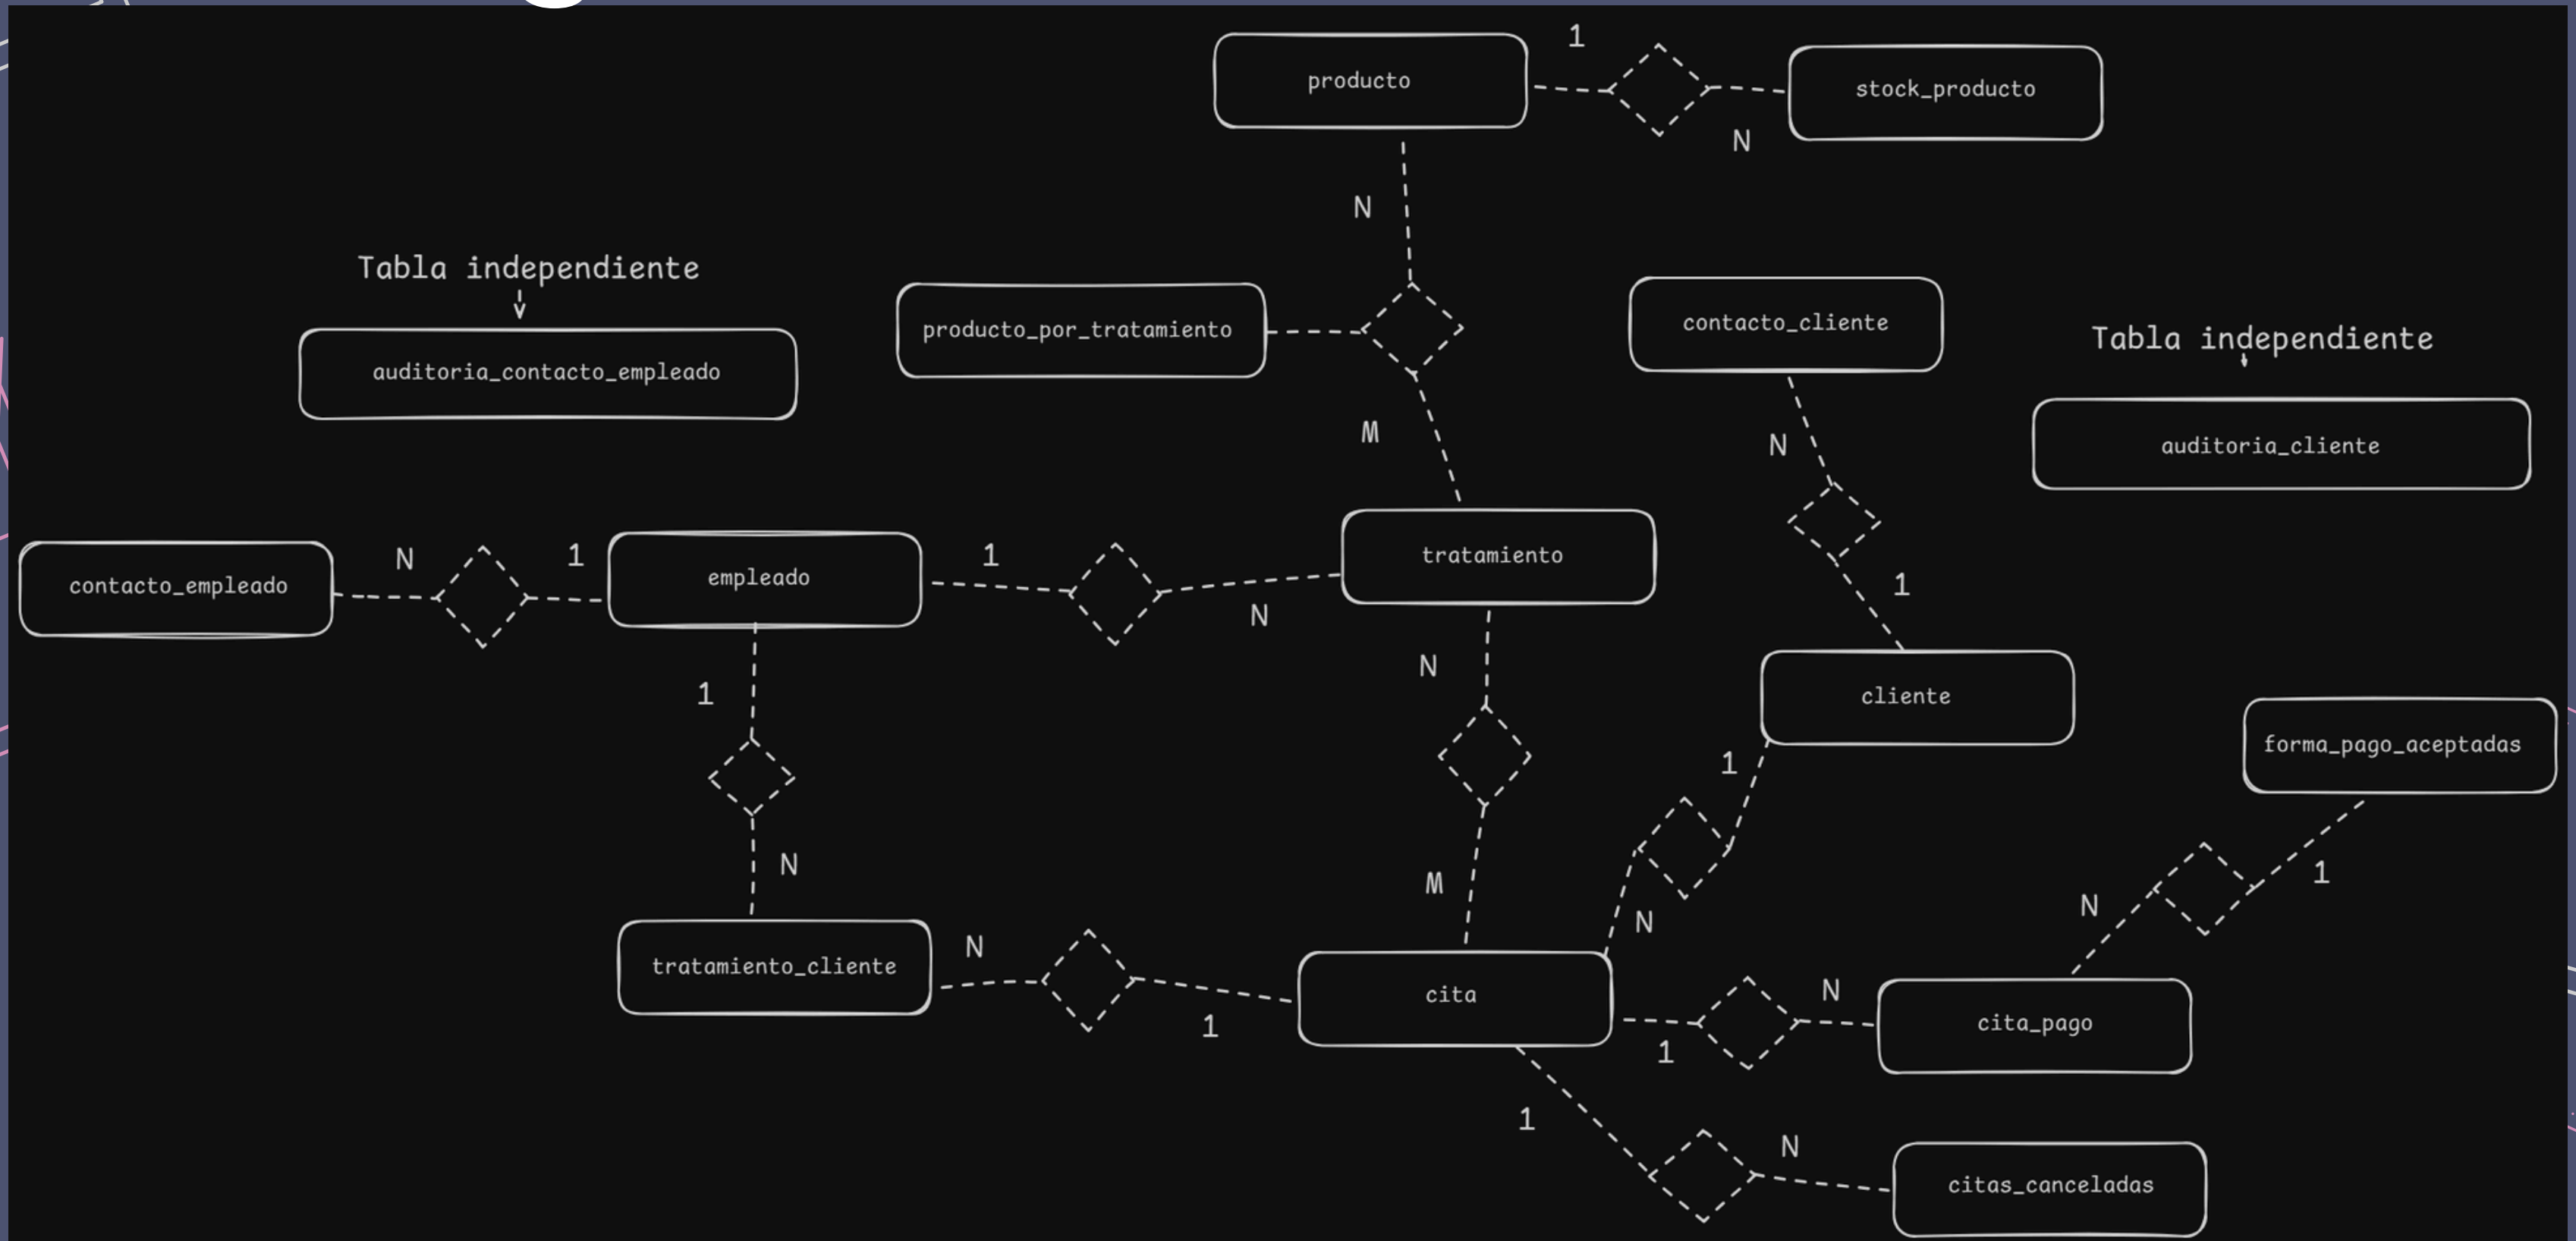 1
producto
stock_producto
N
N
Tabla independiente
contacto_cliente
producto_por_tratamiento
Tabla independiente
auditoria_contacto_empleado
M
N
auditoria_cliente
contacto_empleado
N
1
empleado
1
N
tratamiento
1
N
1
cliente
forma_pago_aceptadas
1
N
M
N
1
N
tratamiento_cliente
N
1
cita
1
N
cita_pago
1
N
citas_canceladas